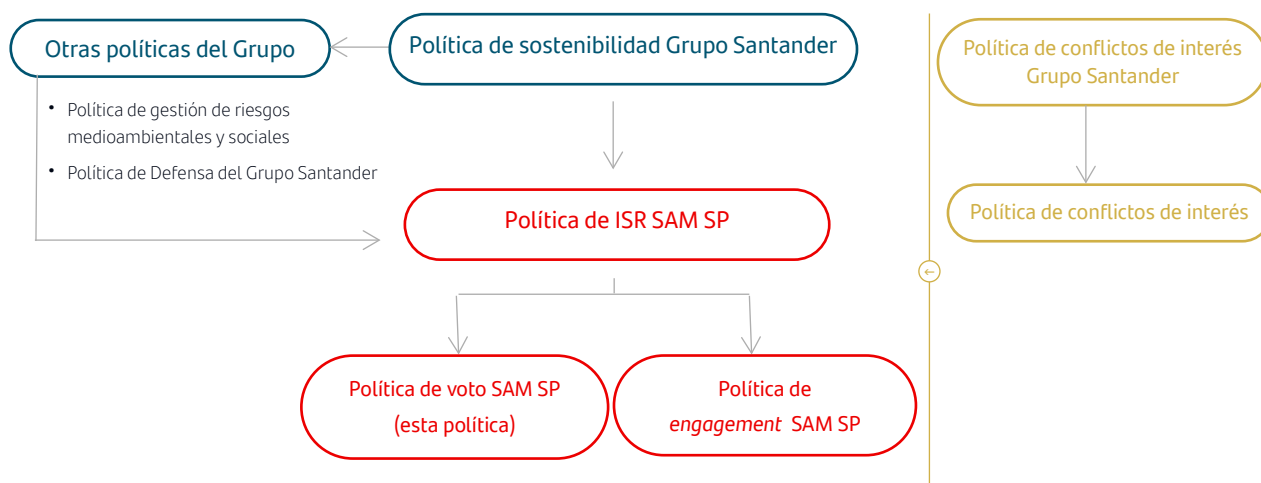 Otras políticas del Grupo
Política de sostenibilidad Grupo Santander
• Política de gestión de riesgos
medioambientales y sociales
• Política de Defensa del Grupo Santander
Política de ISR SAM SP
Política de voto SAM SP
(esta política)
Política de
engagement SAM SP
Política de conflictos de interés
Grupo Santander
Política de conflictos de interés